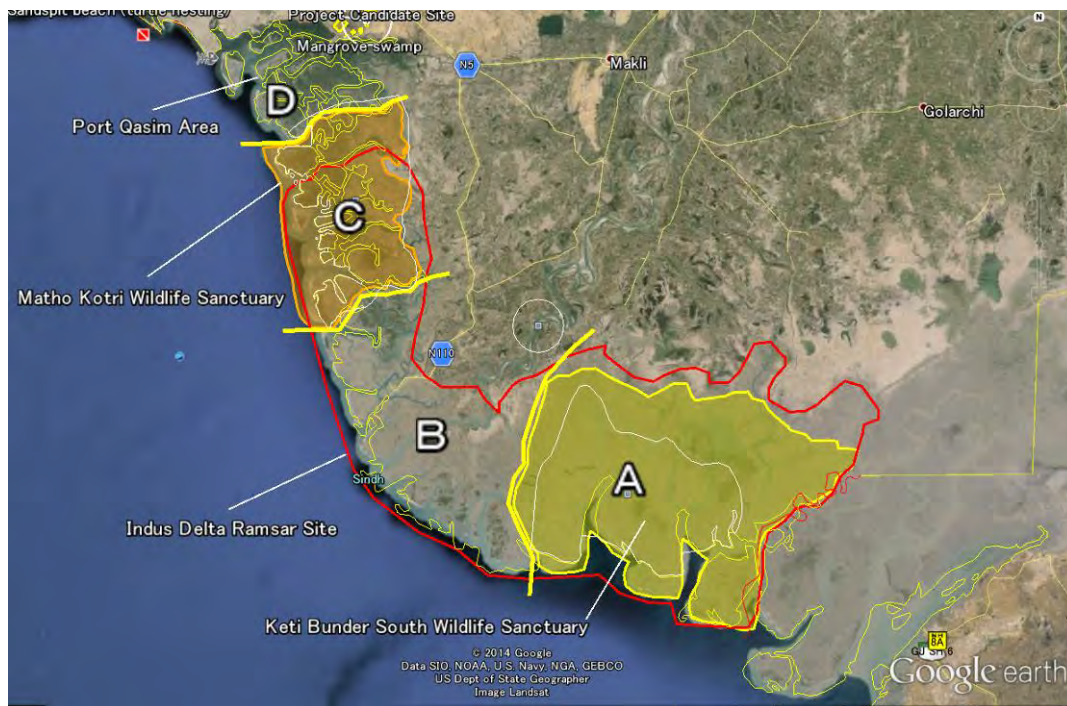 Sandspit beach (turtle nesting)
Project Candidate Site
Mangrove swamp
N5
Makli
Golarchi
N
D
Port Qasim Area
C
Matho Kotri Wildlife Sanctuary
N110
B
A
Sindh
Indus Delta Ramsar Site
Keti Bunder South Wildlife Sanctuary
© 2014 Google
Data SIO, NOAA, U.S. Navy, NGA, GEBCO
US Dept of State Geographer
Image Landsat
Google earth